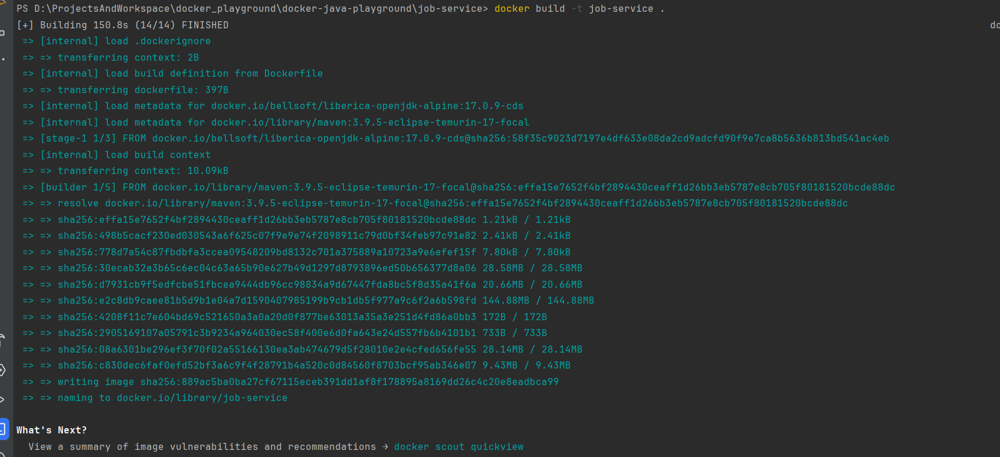 PS D:\ProjectsAndWorkspace\docker_playground\docker-java-playground\job-service> docker build -t job-service .
[+] Building 150.8s (14/14) FINISHED
=> [internal] load .dockerignore
=> => transferring context: 2B
=> [internal] load build definition from Dockerfile
=> => transferring dockerfile: 397B
=> [internal] load metadata for docker.io/bellsoft/liberica-openjdk-alpine:17.0.9-cds
=> [internal] load metadata for docker.io/library/maven:3.9.5-eclipse-temurin-17-focal
=> [stage-1 1/3] FROM docker.io/bellsoft/liberica-openjdk-alpine:17.0.9-cds@sha256:58f35c9023d7197e4df633e08da2cd9adcfd90f9e7ca8b5636b813bd541ac4eb
=> [internal] load build context
=> => transferring context: 10.09kB
=> [builder 1/5] FROM docker.io/library/maven:3.9.5-eclipse-temurin-17-focal@sha256:effa15e7652f4bf2894430ceaff1d26bb3eb5787e8cb705f80181520bcde88dc
=> => resolve docker.io/library/maven:3.9.5-eclipse-temurin-17-focal@sha256:effa15e7652f4bf2894430ceaff1d26bb3eb5787e8cb705f80181520bcde88dc
=> => sha256:effa15e7652f4bf2894430ceaff1d26bb3eb5787e8cb705f80181520bcde88dc 1.21kB / 1.21kB
=> => sha256:498b5cacf230ed030543a6f625c07f9e9e74f2098911c79d0bf34feb97c91e82 2.41kB / 2.41kB
=> => sha256:778d7a54c87fbdbfa3ccea09548209bd8132c701a375889a10723a9e6efef15f 7.80kB / 7.80kB
=> => sha256:30ecab32a3b65c6ec04c63a65b90e627b49d1297d8793896ed50b656377d8a06 28.58MB / 28.58MB
=> => sha256:d7931cb9f5edfcbe51fbcea9444db96cc98834a9d67447fda8bc5f8d35a41f6a 20.66MB / 20.66MB
=> => sha256:e2c8db9caee81b5d9b1e04a7d1590407985199b9cb1db5f977a9c6f2a6b598fd 144.88MB / 144.88MB
=> => sha256:4208f11c7e604bd69c521650a3a0a20d0f877be63013a35a3e251d4fd86a0bb3 172B / 172B
=> => sha256:2905169107a05791c3b9234a964030ec58f400e6d0fa643e24d557fb6b4101b1 733B / 733B
=> => sha256:08a6301be296ef3f70f02a55166130ea3ab474679d5f28010e2e4cfed656fe55 28.14MB / 28.14MB
=> => sha256:c830dec6faf0efd52bf3a6c9f4f28791b4a520c0d84560f8703bcf95ab346e07 9.43MB / 9.43MB
=> => writing image sha256:889ac5ba0ba27cf67115eceb391dd1af8f178895a8169dd26c4c20e8eadbca99
=> => naming to docker.io/library/job-service
What's Next?
View a summary of image vulnerabilities and recommendations → docker scout quickview